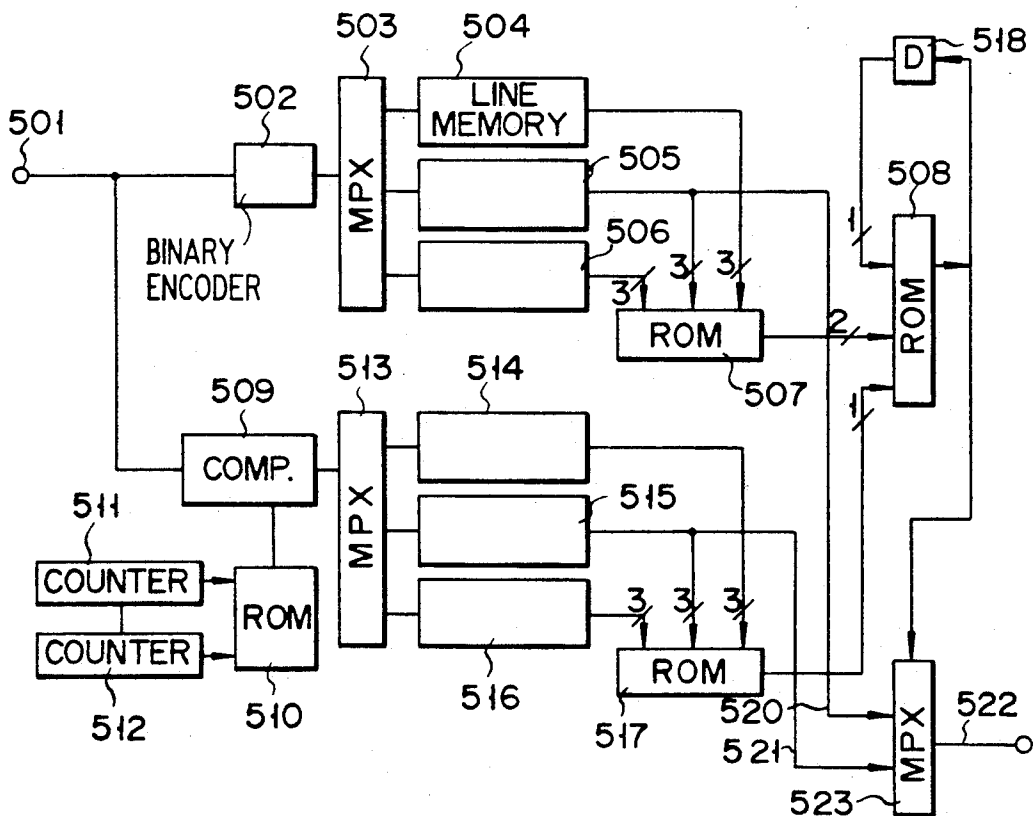 503
504
518
D
501
502
LINE
MEMORY
505
508
MPX
506
1
BINARY
ENCODER
3
3
3
ROM
2
ROM
507
513
514
509
1
COMP.
MPX
515
511
COUNTER
ROM
3
3
3
COUNTER
ROM
512
510
516
517
520
521
MPX
522
523